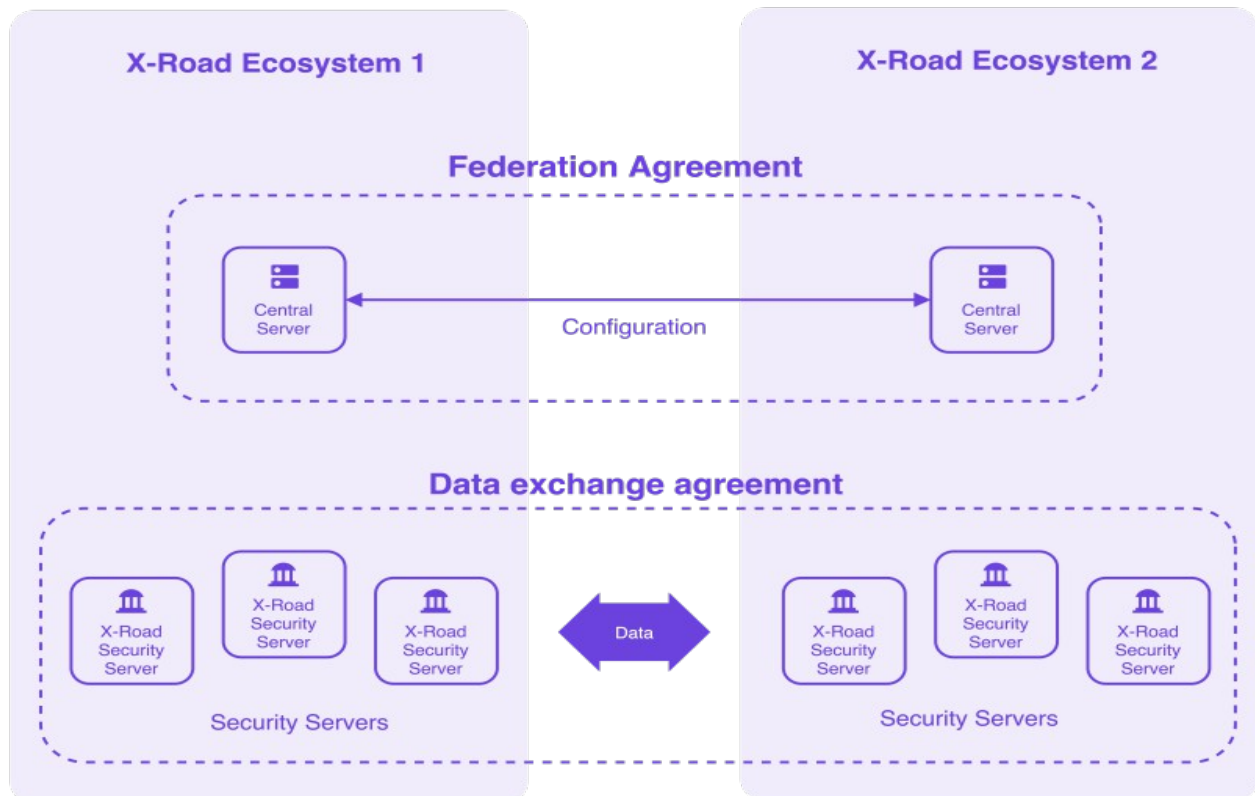 X-Road Ecosystem 1
X-Road Ecosystem 2
Federation Agreement
Central
Server
Configuration
Central
Server
Data exchange agreement
X-Road
Security
Server
X-Road
Security
Server
X-Road
Security
Server
Data
X-Road
Security
Server
X-Road
Security
Server
X-Road
Security
Server
Security Servers
Security Servers